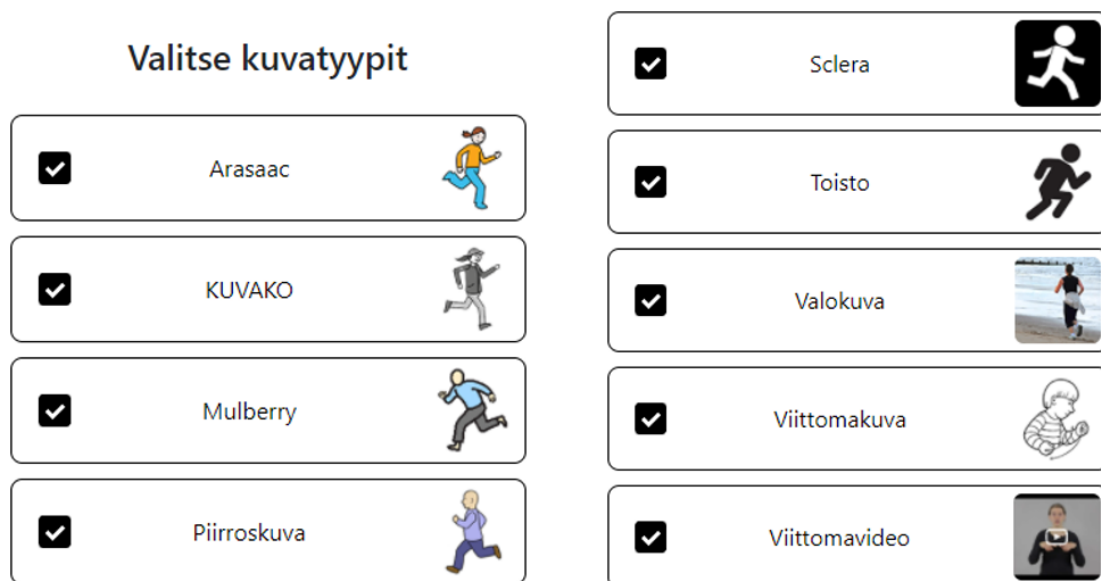 Valitse kuvatyypit
Arasaac
KUVAKO
Mulberry
Piirroskuva
Sclera
Toisto
Valokuva
Viittomakuva
Viittomavideo